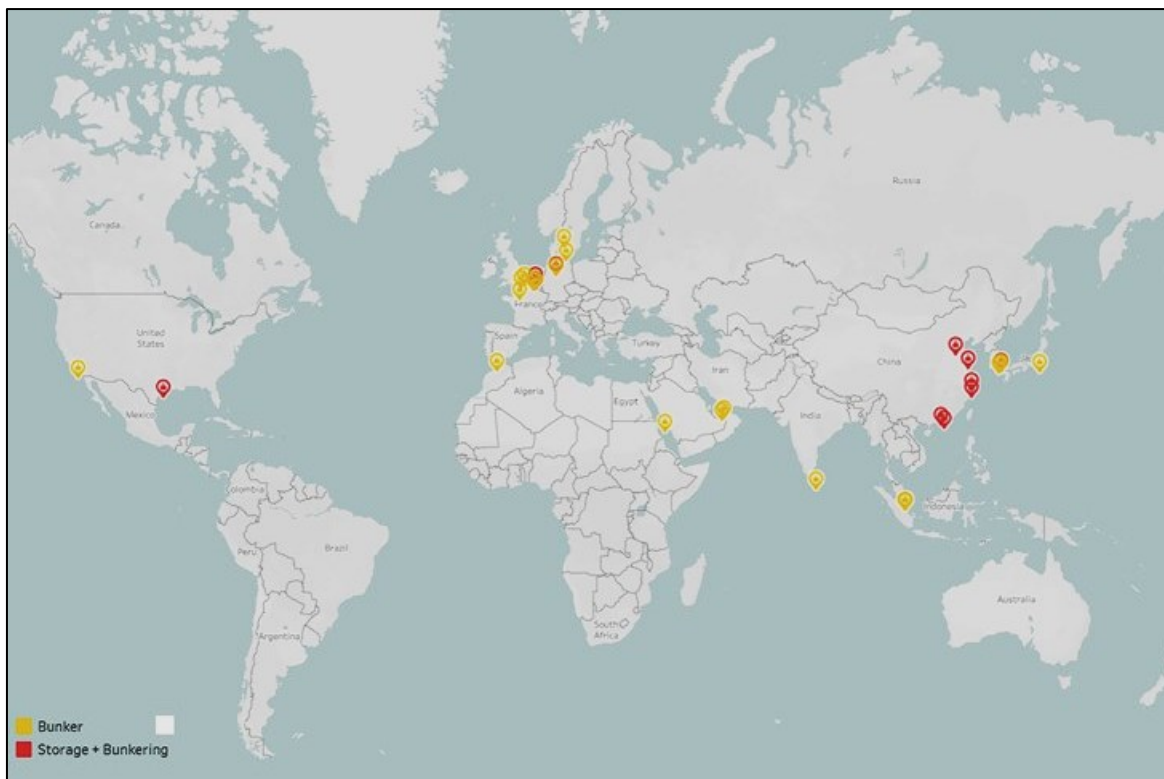 Russia
Canada
France
United
States
Spain
Turkey
China
Iran
Algeria
Egypt
Mexico
India
Colombia
Indonesia
Peru
Brazil
Australia
South
Africa
Argentina
Bunker
Storage + Bunkering